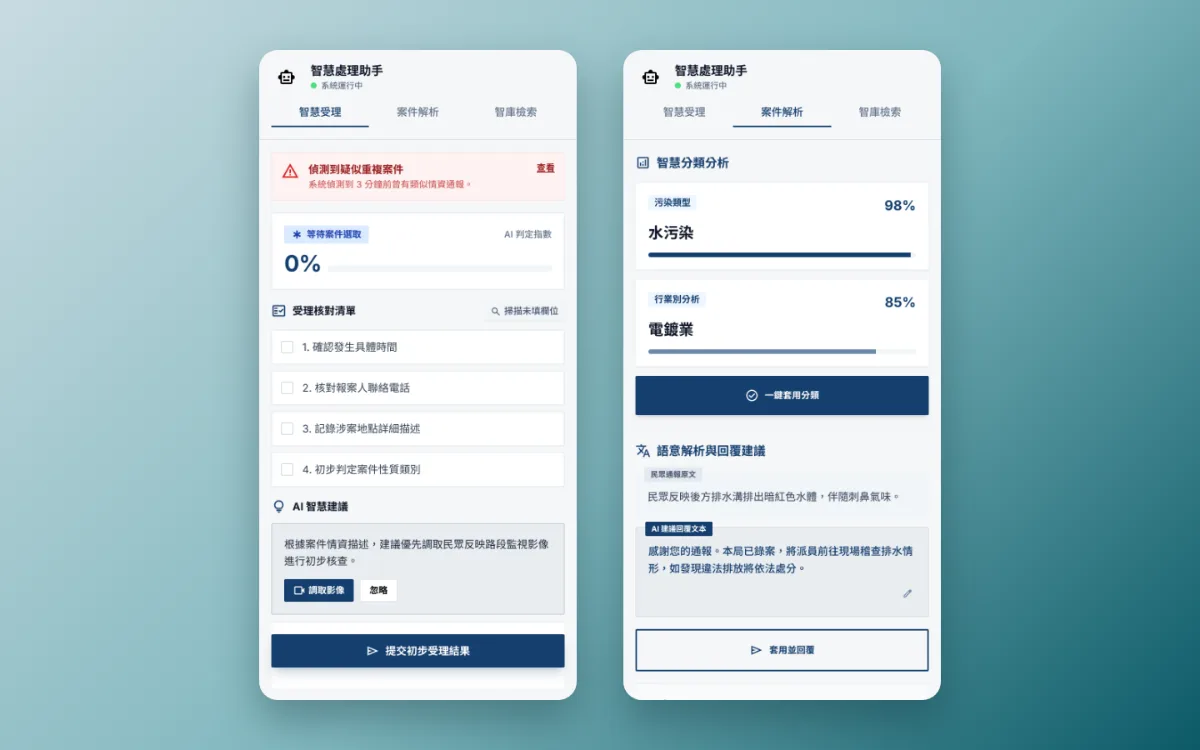 智慧處理助手
系統運行中
智慧受理
案件解析
智庫檢索
偵測到疑似重複案件
查看
系統偵測到 3 分鐘前曾有類似情資通報。
等待案件選取
AI 判定指數
0%
受理核對清單
掃描未填欄位
1. 確認發生具體時間
2. 核對報案人聯絡電話
3. 記錄涉案地點詳細描述
4. 初步判定案件性質類別
AI 智慧建議
根據案件情資描述，建議優先調取民眾反映路段監視影像
進行初步核查。
調取影像
忽略
提交初步受理結果
智慧處理助手
系統運行中
智慧受理
案件解析
智庫檢索
智慧分類分析
污染類型
98%
水污染
行業別分析
85%
電鍍業
一鍵套用分類
語意解析與回覆建議
民眾通報原文
民眾反映後方排水溝排出暗紅色水體，伴隨刺鼻氣味。
AI 建議回覆文本
感謝您的通報。本局已錄案，將派員前往現場稽查排水情
形，如發現違法排放將依法處分。
套用並回覆